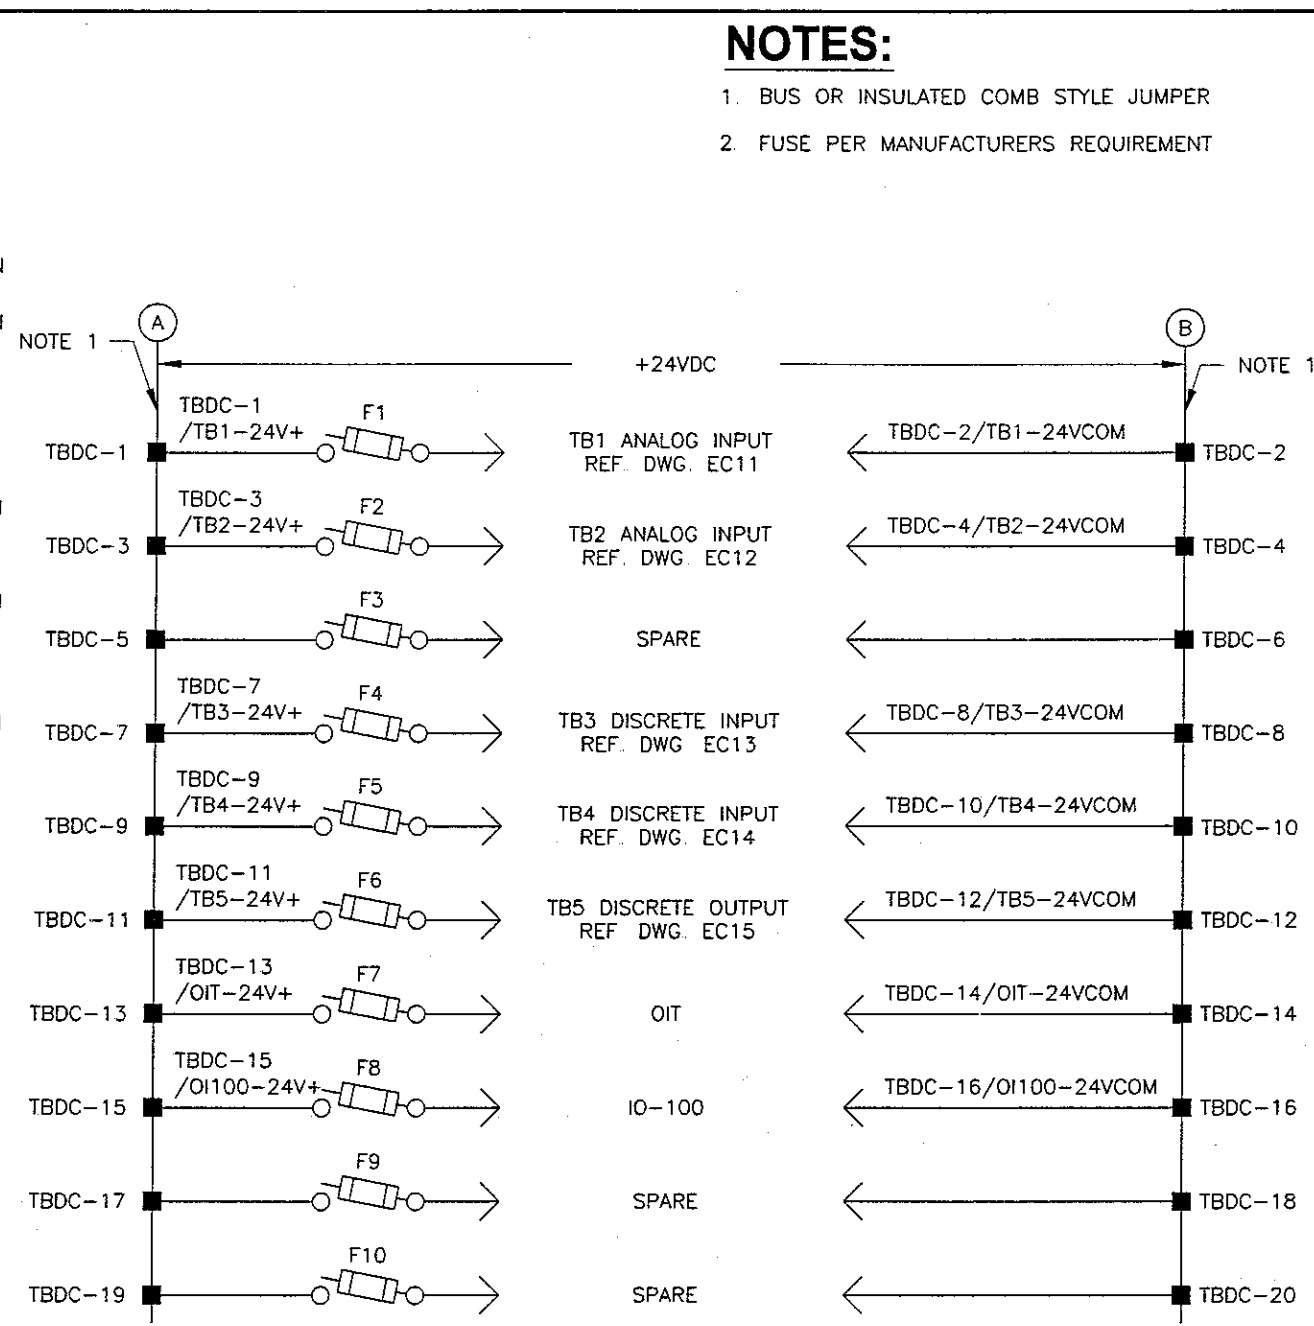 NOTES:
1. BUS OR INSULATED COMB STYLE JUMPER
2. FUSE PER MANUFACTURERS REQUIREMENT
A
B
NOTE 1
+24VDC
NOTE 1
TBDC-1
/TB1-24V+
F1
TBDC-1
TB1 ANALOG INPUT
REF. DWG. EC11
TBDC-2/TB1-24VCOM
TBDC-2
TBDC-3
/TB2-24V+
F2
TBDC-3
TB2 ANALOG INPUT
REF. DWG. EC12
TBDC-4/TB2-24VCOM
TBDC-4
F3
TBDC-5
SPARE
TBDC-6
TBDC-7
/TB3-24V+
F4
TBDC-7
TB3 DISCRETE INPUT
REF. DWG EC13
TBDC-8/TB3-24VCOM
TBDC-8
TBDC-9
/TB4-24V+
F5
TBDC-9
TB4 DISCRETE INPUT
REF. DWG. EC14
TBDC-10/TB4-24VCOM
TBDC-10
TBDC-11
/TB5-24V+
F6
TBDC-11
TB5 DISCRETE OUTPUT
REF DWG. EC15
TBDC-12/TB5-24VCOM
TBDC-12
TBDC-13
/OIT-24V+
F7
TBDC-13
OIT
TBDC-14/OIT-24VCOM
TBDC-14
TBDC-15
/OI100-24V+
F8
TBDC-15
IO-100
TBDC-16/OI100-24VCOM
TBDC-16
F9
TBDC-17
SPARE
TBDC-18
F10
TBDC-19
SPARE
TBDC-20